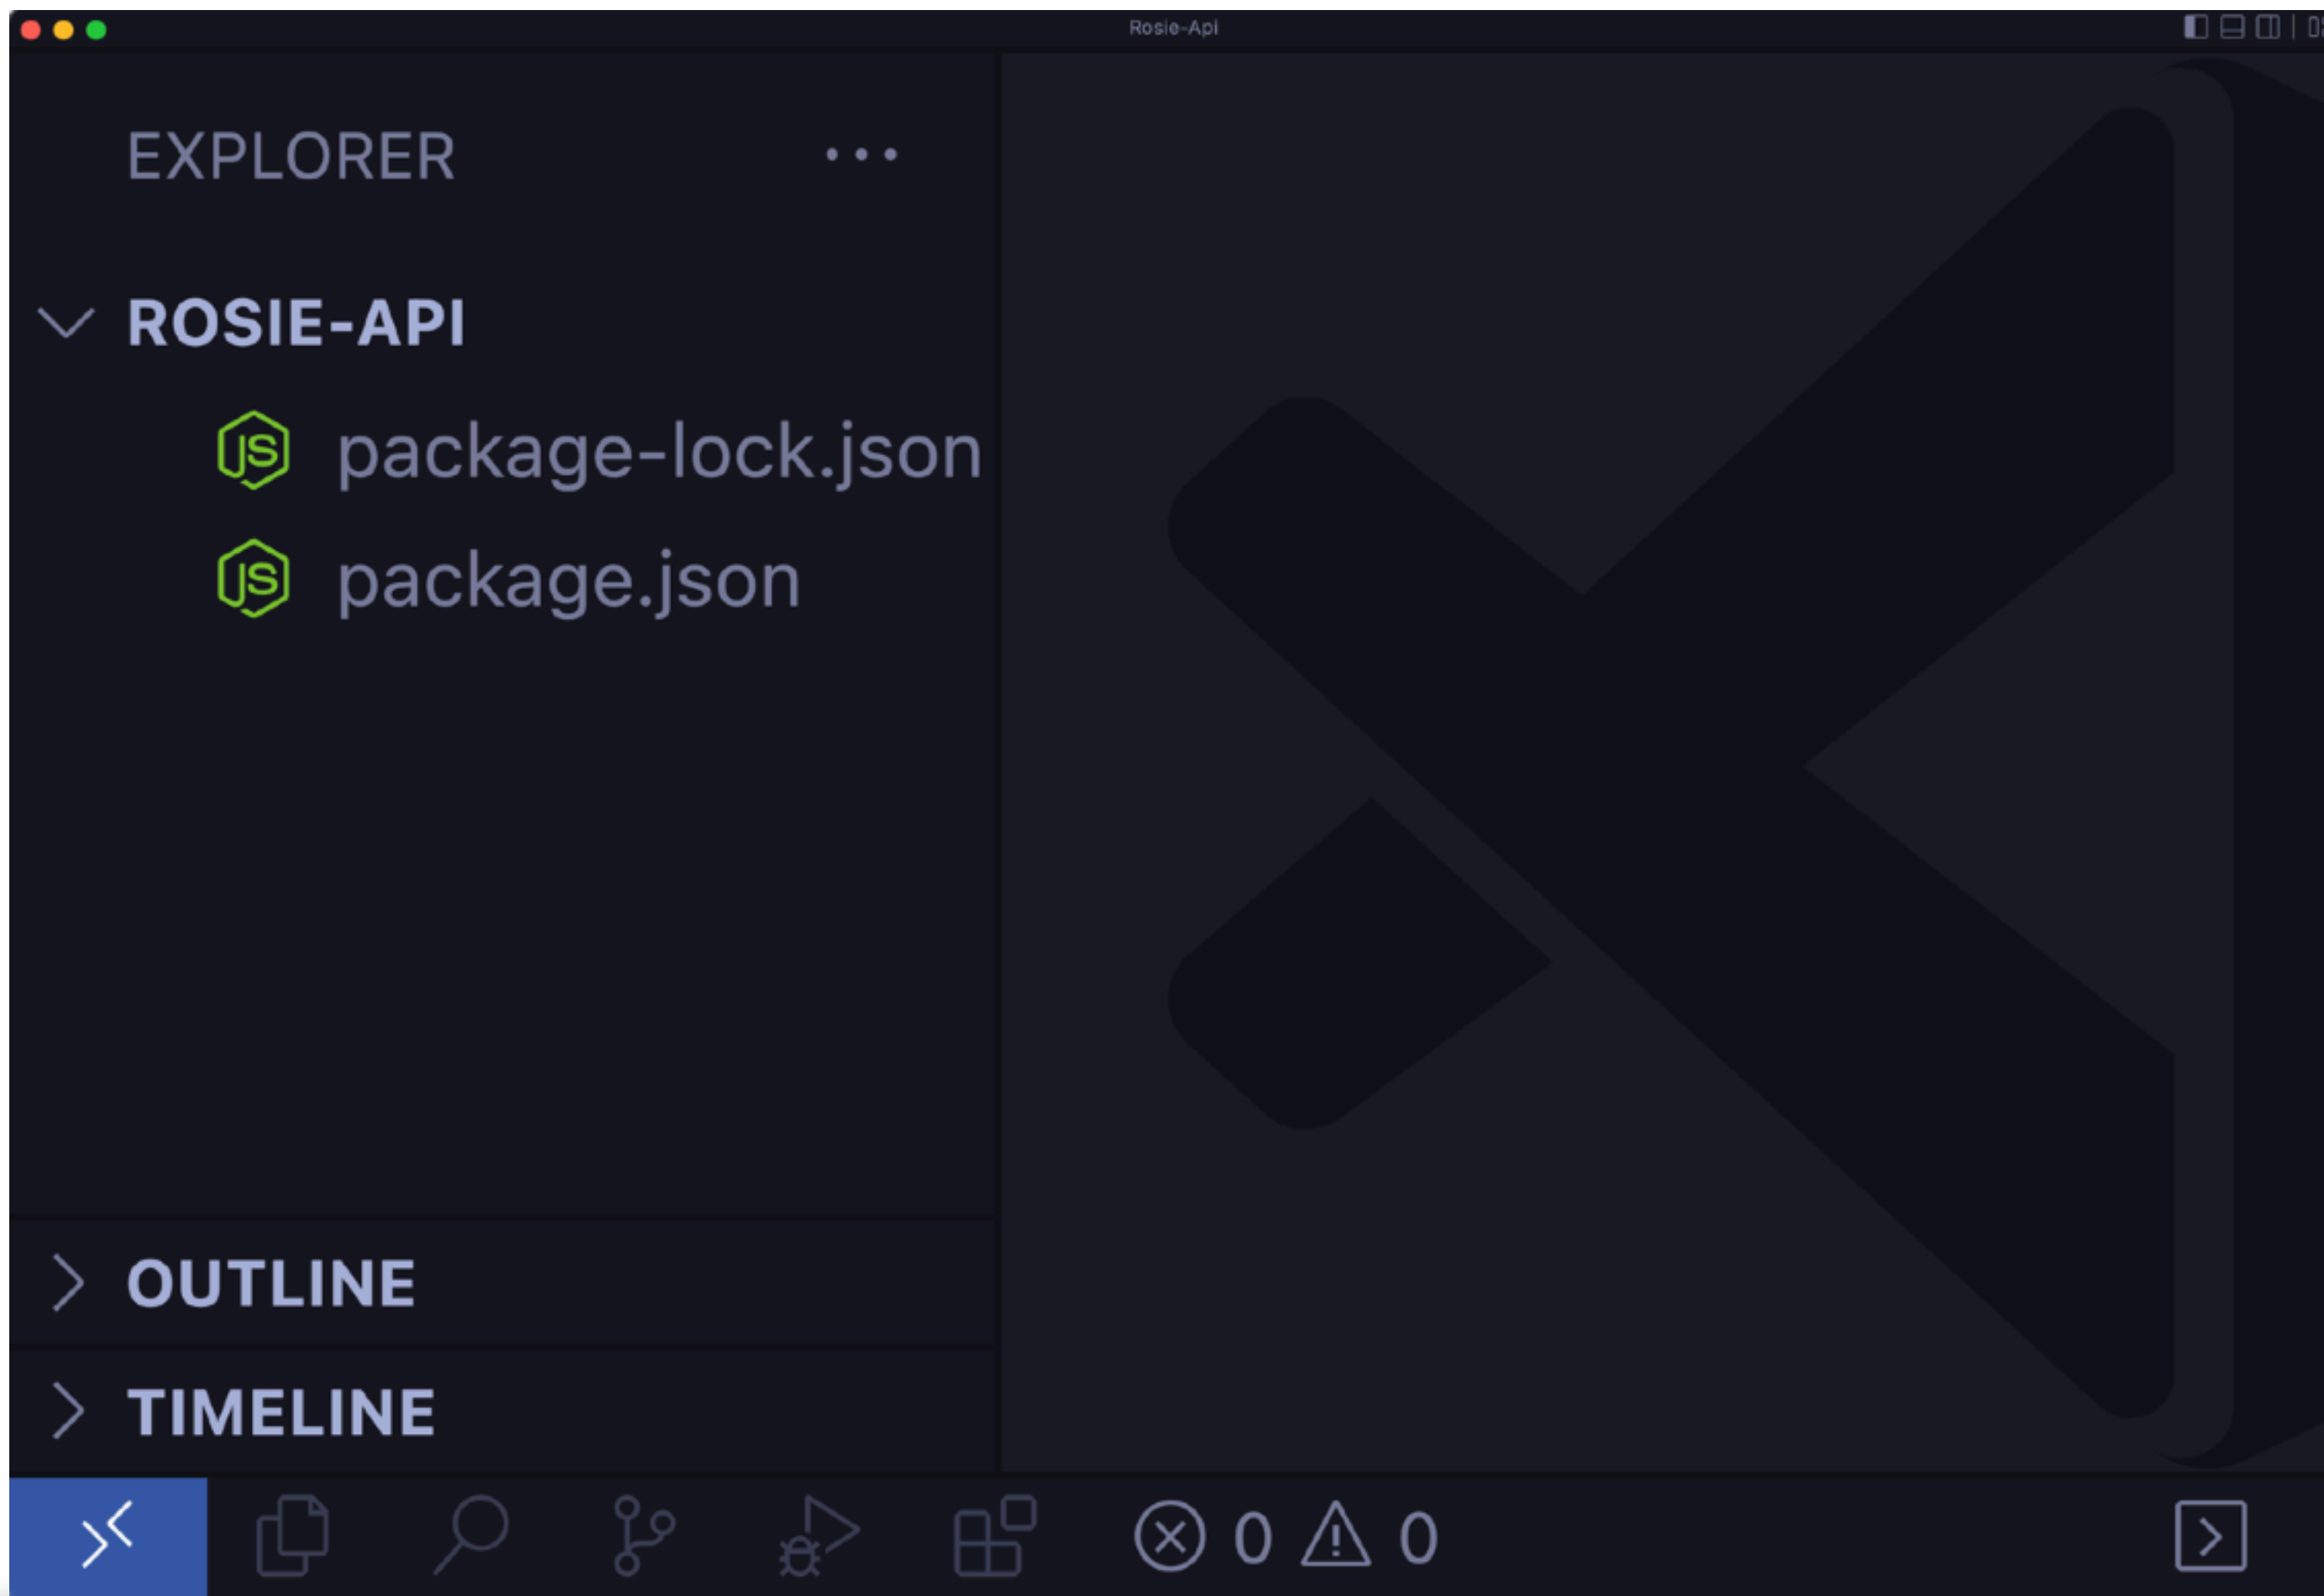 Rosie-Api
EXPLORER
ROSIE-API
package-lock.json
package.json
OUTLINE
TIMELINE
0 0